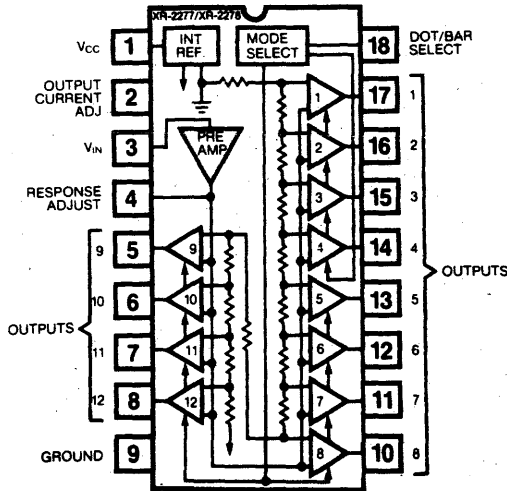 XR-2277/XR-2278
VCC
1
INT
REF.
MODE
SELECT
18
DOT/BAR
SELECT
OUTPUT
CURRENT
ADJ
2
17
1
1
VIN
3
PRE
AMP
2
16
2
RESPONSE
ADJUST
4
3
15
3
4
14
4
9
5
9
OUTPUTS
5
13
5
10
6
10
OUTPUTS
6
12
6
11
7
11
7
11
7
12
8
12
GROUND
9
8
10
8